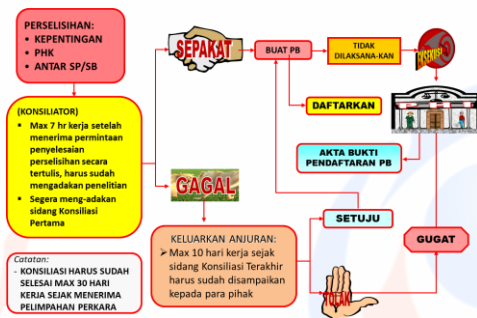 PERSELISIHAN:
• KEPENTINGAN
• PHK
• ANTAR SP/SB
(KONSILIATOR)
▪ Max 7 hr kerja setelah
menerima permintaan
penyelesaian
perselisihan secara
tertulis, harus sudah
mengadakan penelitian
▪ Segera meng-adakan
sidang Konsiliasi
Pertama
Catatan:
- KONSILIASI HARUS SUDAH
SELESAI MAX 30 HARI
KERJA SEJAK MENERIMA
PELIMPAHAN PERKARA
SEPAKAT
BUAT PB
TIDAK
DILAKSANA-KAN
EKSEKUSI
DAFTARKAN
AKTA BUKTI
PENDAFTARAN PB
GAGAL
KELUARKAN ANJURAN:
➢ Max 10 hari kerja sejak
sidang Konsiliasi Terakhir
harus sudah disampaikan
kepada para pihak
SETUJU
GUGAT
TOLAK